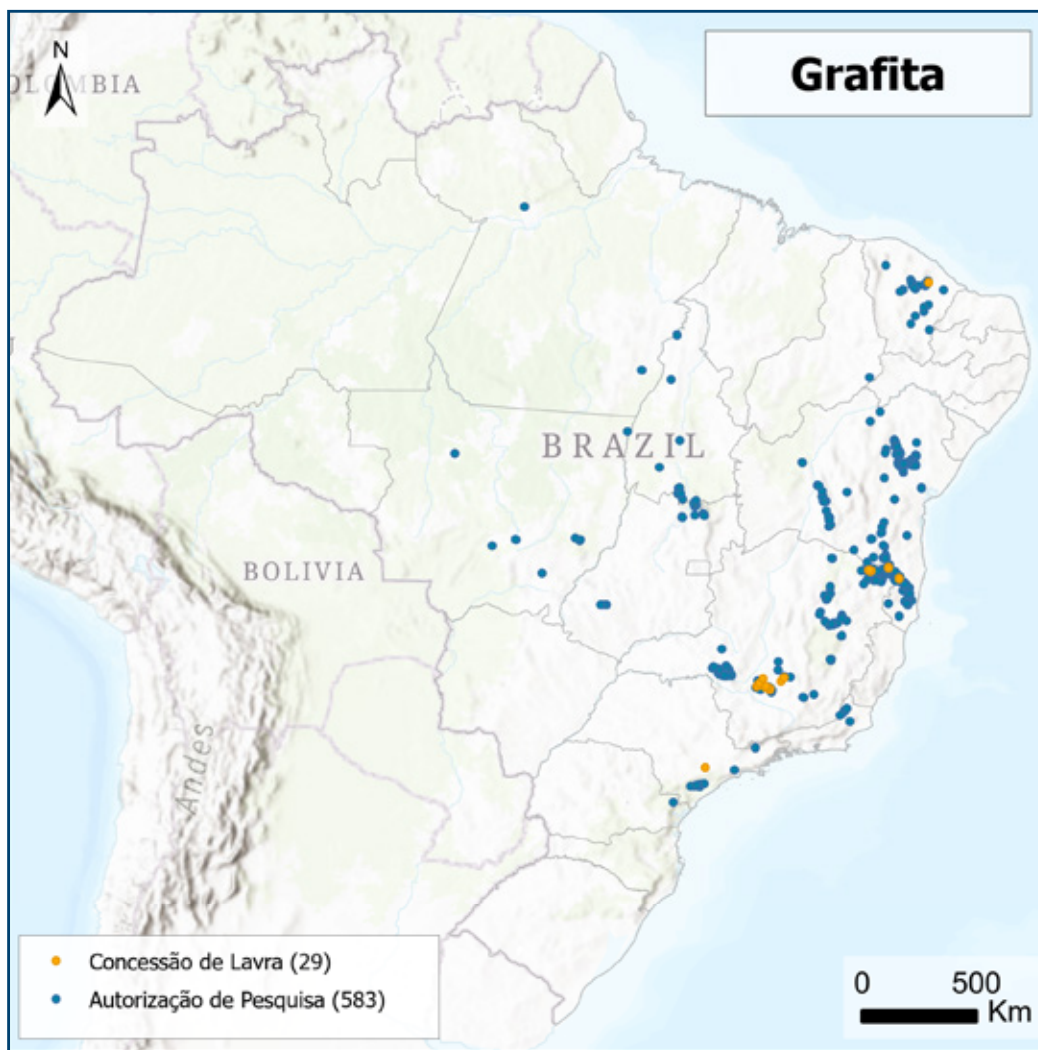 Grafita
N
OLOMBIA
BRAZIL
BOLIVIA
Andes
Concessão de Lavra (29)
Autorização de Pesquisa (583)
0 500
Km